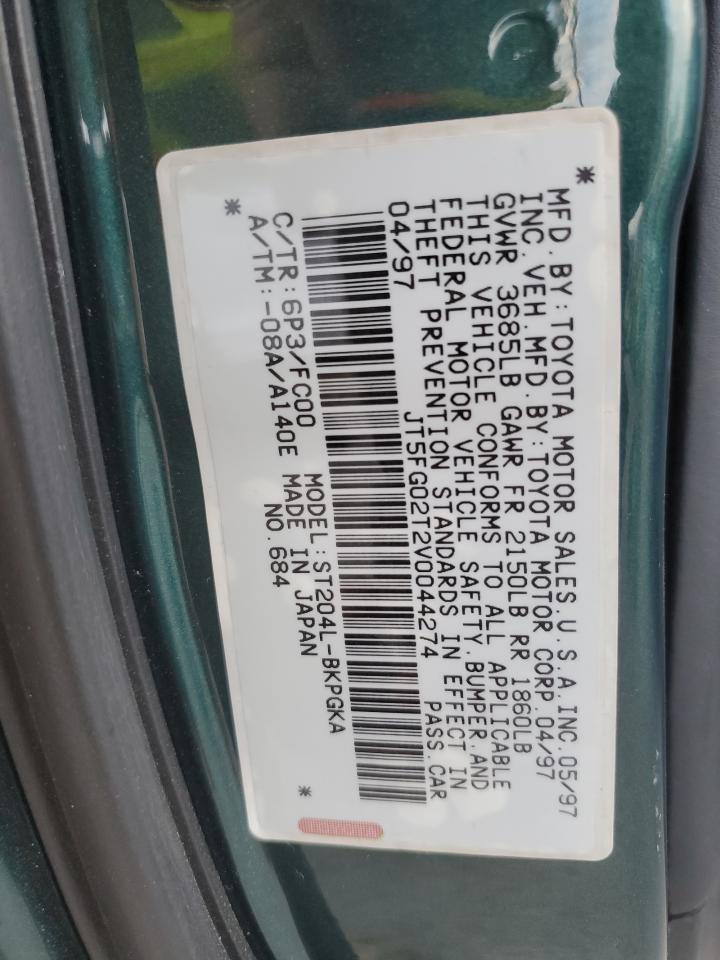 MFD.BY:TOYOTA MOTOR SALES.U.S.A.INC.05/97
INC.VEH.MFD.BY:TOYOTA MOTOR CORP.04/97
GVWR 3685LB GAWR FR 2150LB RR 1860LB
THIS VEHICLE CONFORMS TO ALL APPLICABLE
FEDERAL MOTOR VEHICLE SAFETY.BUMPER.AND
THEFT PREVENTION STANDARDS IN EFFECT IN
04/97 JT5FG02T2V0044274 PASS.CAR
C/TR:6P3/FC00 MODEL:ST204L-BKPGKA
A/TM:-08A/A140E MADE IN JAPAN
NO.684